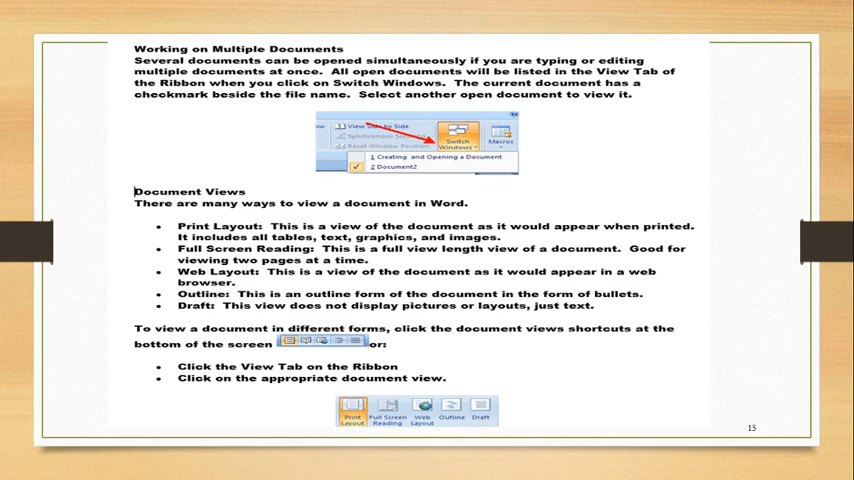 Working on Multiple Documents
Several documents can be opened simultaneously if you are typing or editing
multiple documents at once. All open documents will be listed in the View Tab of
the Ribbon when you click on Switch Windows. The current document has a
checkmark beside the file name. Select another open document to view it.
View Side by Side
Synchronous Scrolling
Reset Window Position
Switch
Windows
Macros
1 Creating and Opening a Document
2 Document2
Document Views
There are many ways to view a document in Word.
• Print Layout: This is a view of the document as it would appear when printed.
It includes all tables, text, graphics, and images.
• Full Screen Reading: This is a full view length view of a document. Good for
viewing two pages at a time.
• Web Layout: This is a view of the document as it would appear in a web
browser.
• Outline: This is an outline form of the document in the form of bullets.
• Draft: This view does not display pictures or layouts, just text.
To view a document in different forms, click the document views shortcuts at the
bottom of the screen or:
• Click the View Tab on the Ribbon
• Click on the appropriate document view.
Print
Layout
Full Screen
Reading
Web
Layout
Outline
Draft
15